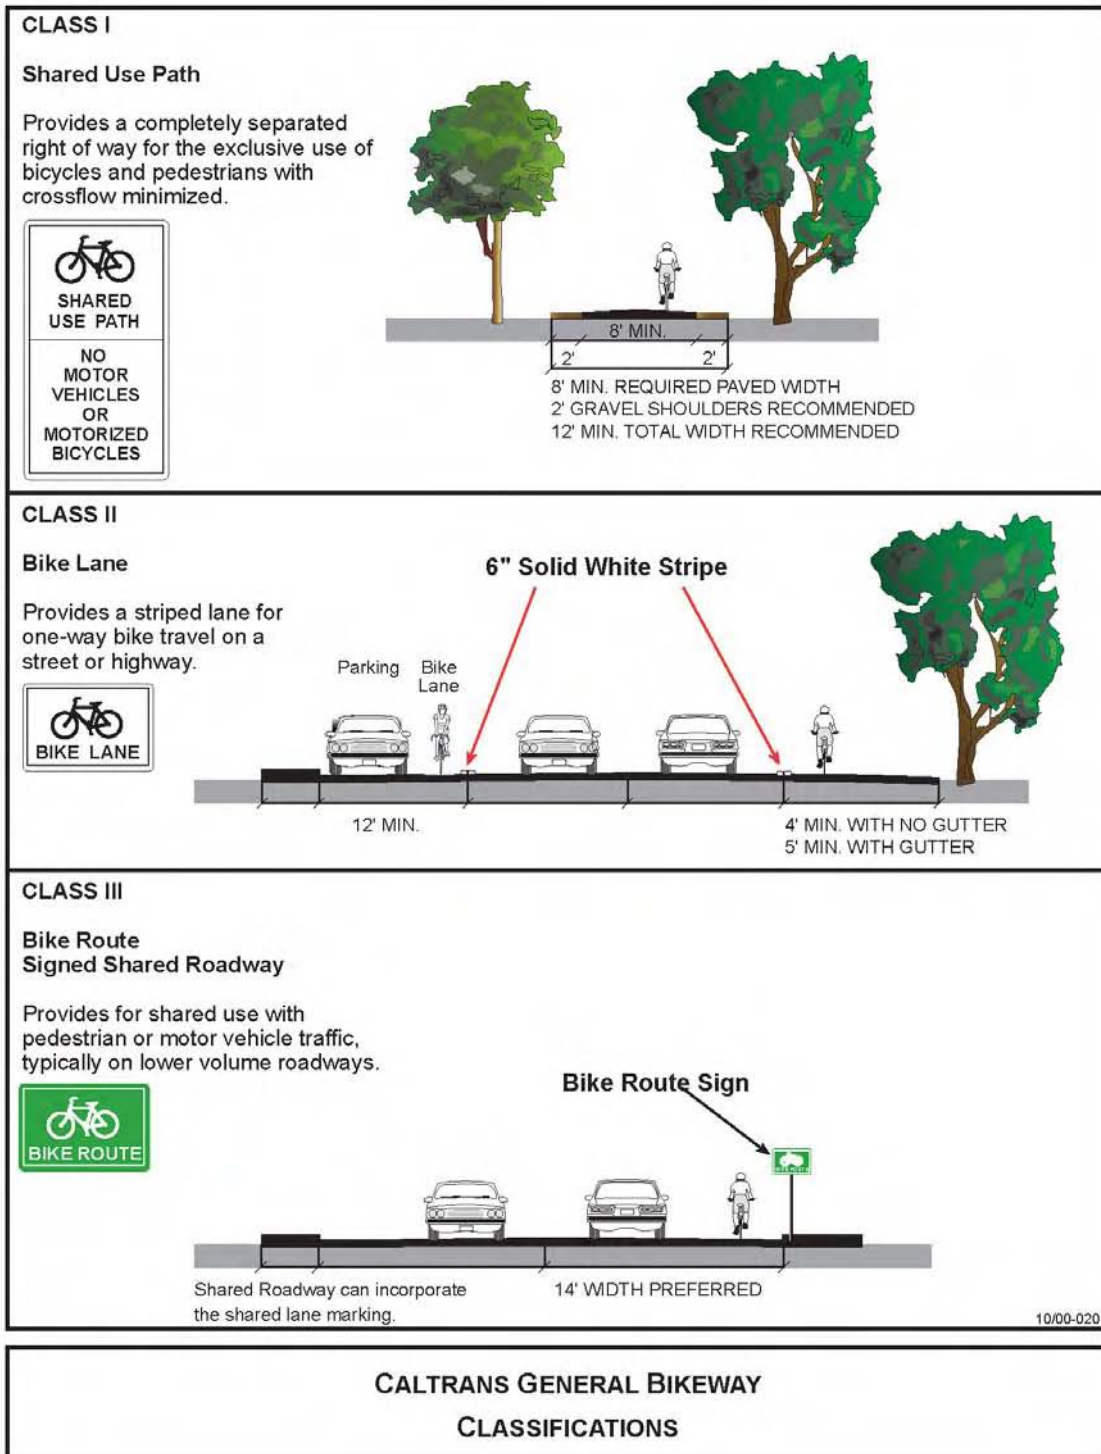 CLASS I
Shared Use Path
Provides a completely separated
right of way for the exclusive use of
bicycles and pedestrians with
crossflow minimized.
SHARED
USE PATH
NO
MOTOR
VEHICLES
OR
MOTORIZED
BICYCLES
8' MIN.
2' 2'
8' MIN. REQUIRED PAVED WIDTH
2' GRAVEL SHOULDERS RECOMMENDED
12' MIN. TOTAL WIDTH RECOMMENDED
CLASS II
Bike Lane
Provides a striped lane for
one-way bike travel on a
street or highway.
BIKE LANE
6" Solid White Stripe
Parking
Bike
Lane
12' MIN.
4' MIN. WITH NO GUTTER
5' MIN. WITH GUTTER
CLASS III
Bike Route
Signed Shared Roadway
Provides for shared use with
pedestrian or motor vehicle traffic,
typically on lower volume roadways.
BIKE ROUTE
Bike Route Sign
BIKE ROUTE
Shared Roadway can incorporate
the shared lane marking.
14' WIDTH PREFERRED
10/00-020
CALTRANS GENERAL BIKEWAY
CLASSIFICATIONS